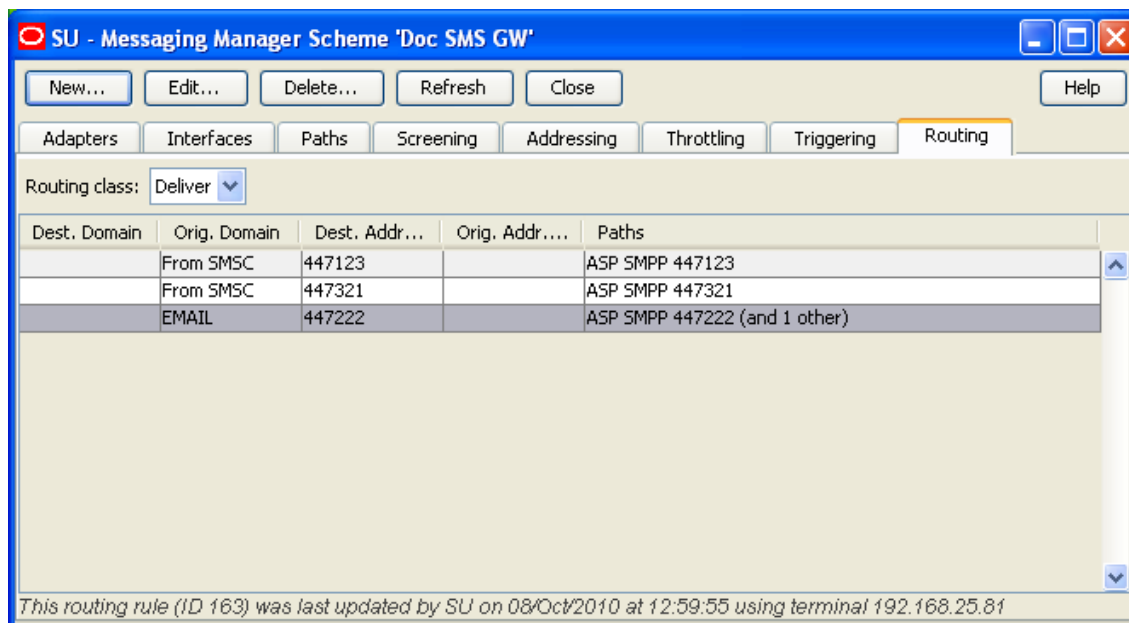 SU - Messaging Manager Scheme 'Doc SMS GW'
New... Edit... Delete... Refresh Close Help
Adapters Interfaces Paths Screening Addressing Throttling Triggering Routing
Routing class: Deliver
Dest. Domain Orig. Domain Dest. Addr... Orig. Addr.... Paths
From SMSC 447123 ASP SMPP 447123
From SMSC 447321 ASP SMPP 447321
EMAIL 447222 ASP SMPP 447222 (and 1 other)
This routing rule (ID 163) was last updated by SU on 08/Oct/2010 at 12:59:55 using terminal 192.168.25.81